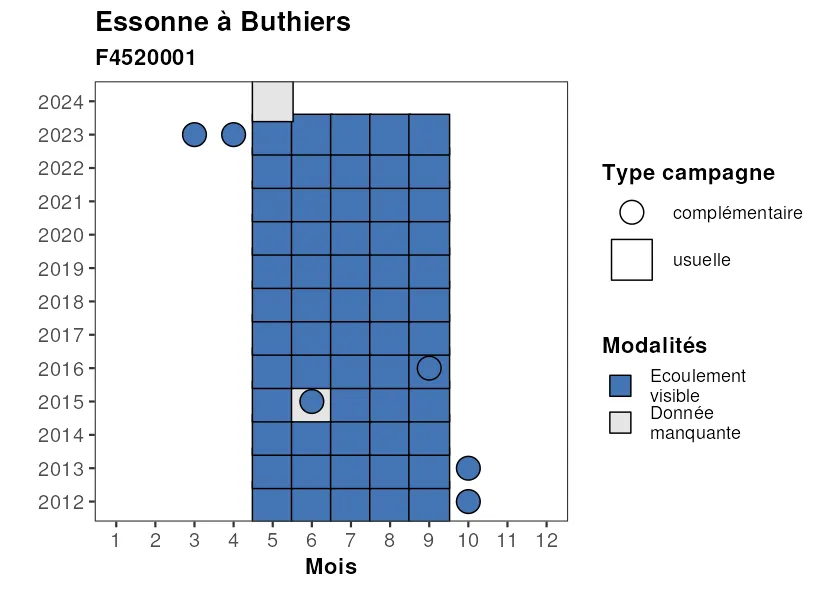 Essonne à Buthiers
F4520001
2024
2023
2022
2021
2020
2019
2018
2017
2016
2015
2014
2013
2012
1 2 3 4 5 6 7 8 9 10 11 12
Mois
Type campagne
complémentaire
usuelle
Modalités
Ecoulement
visible
Donnée
manquante